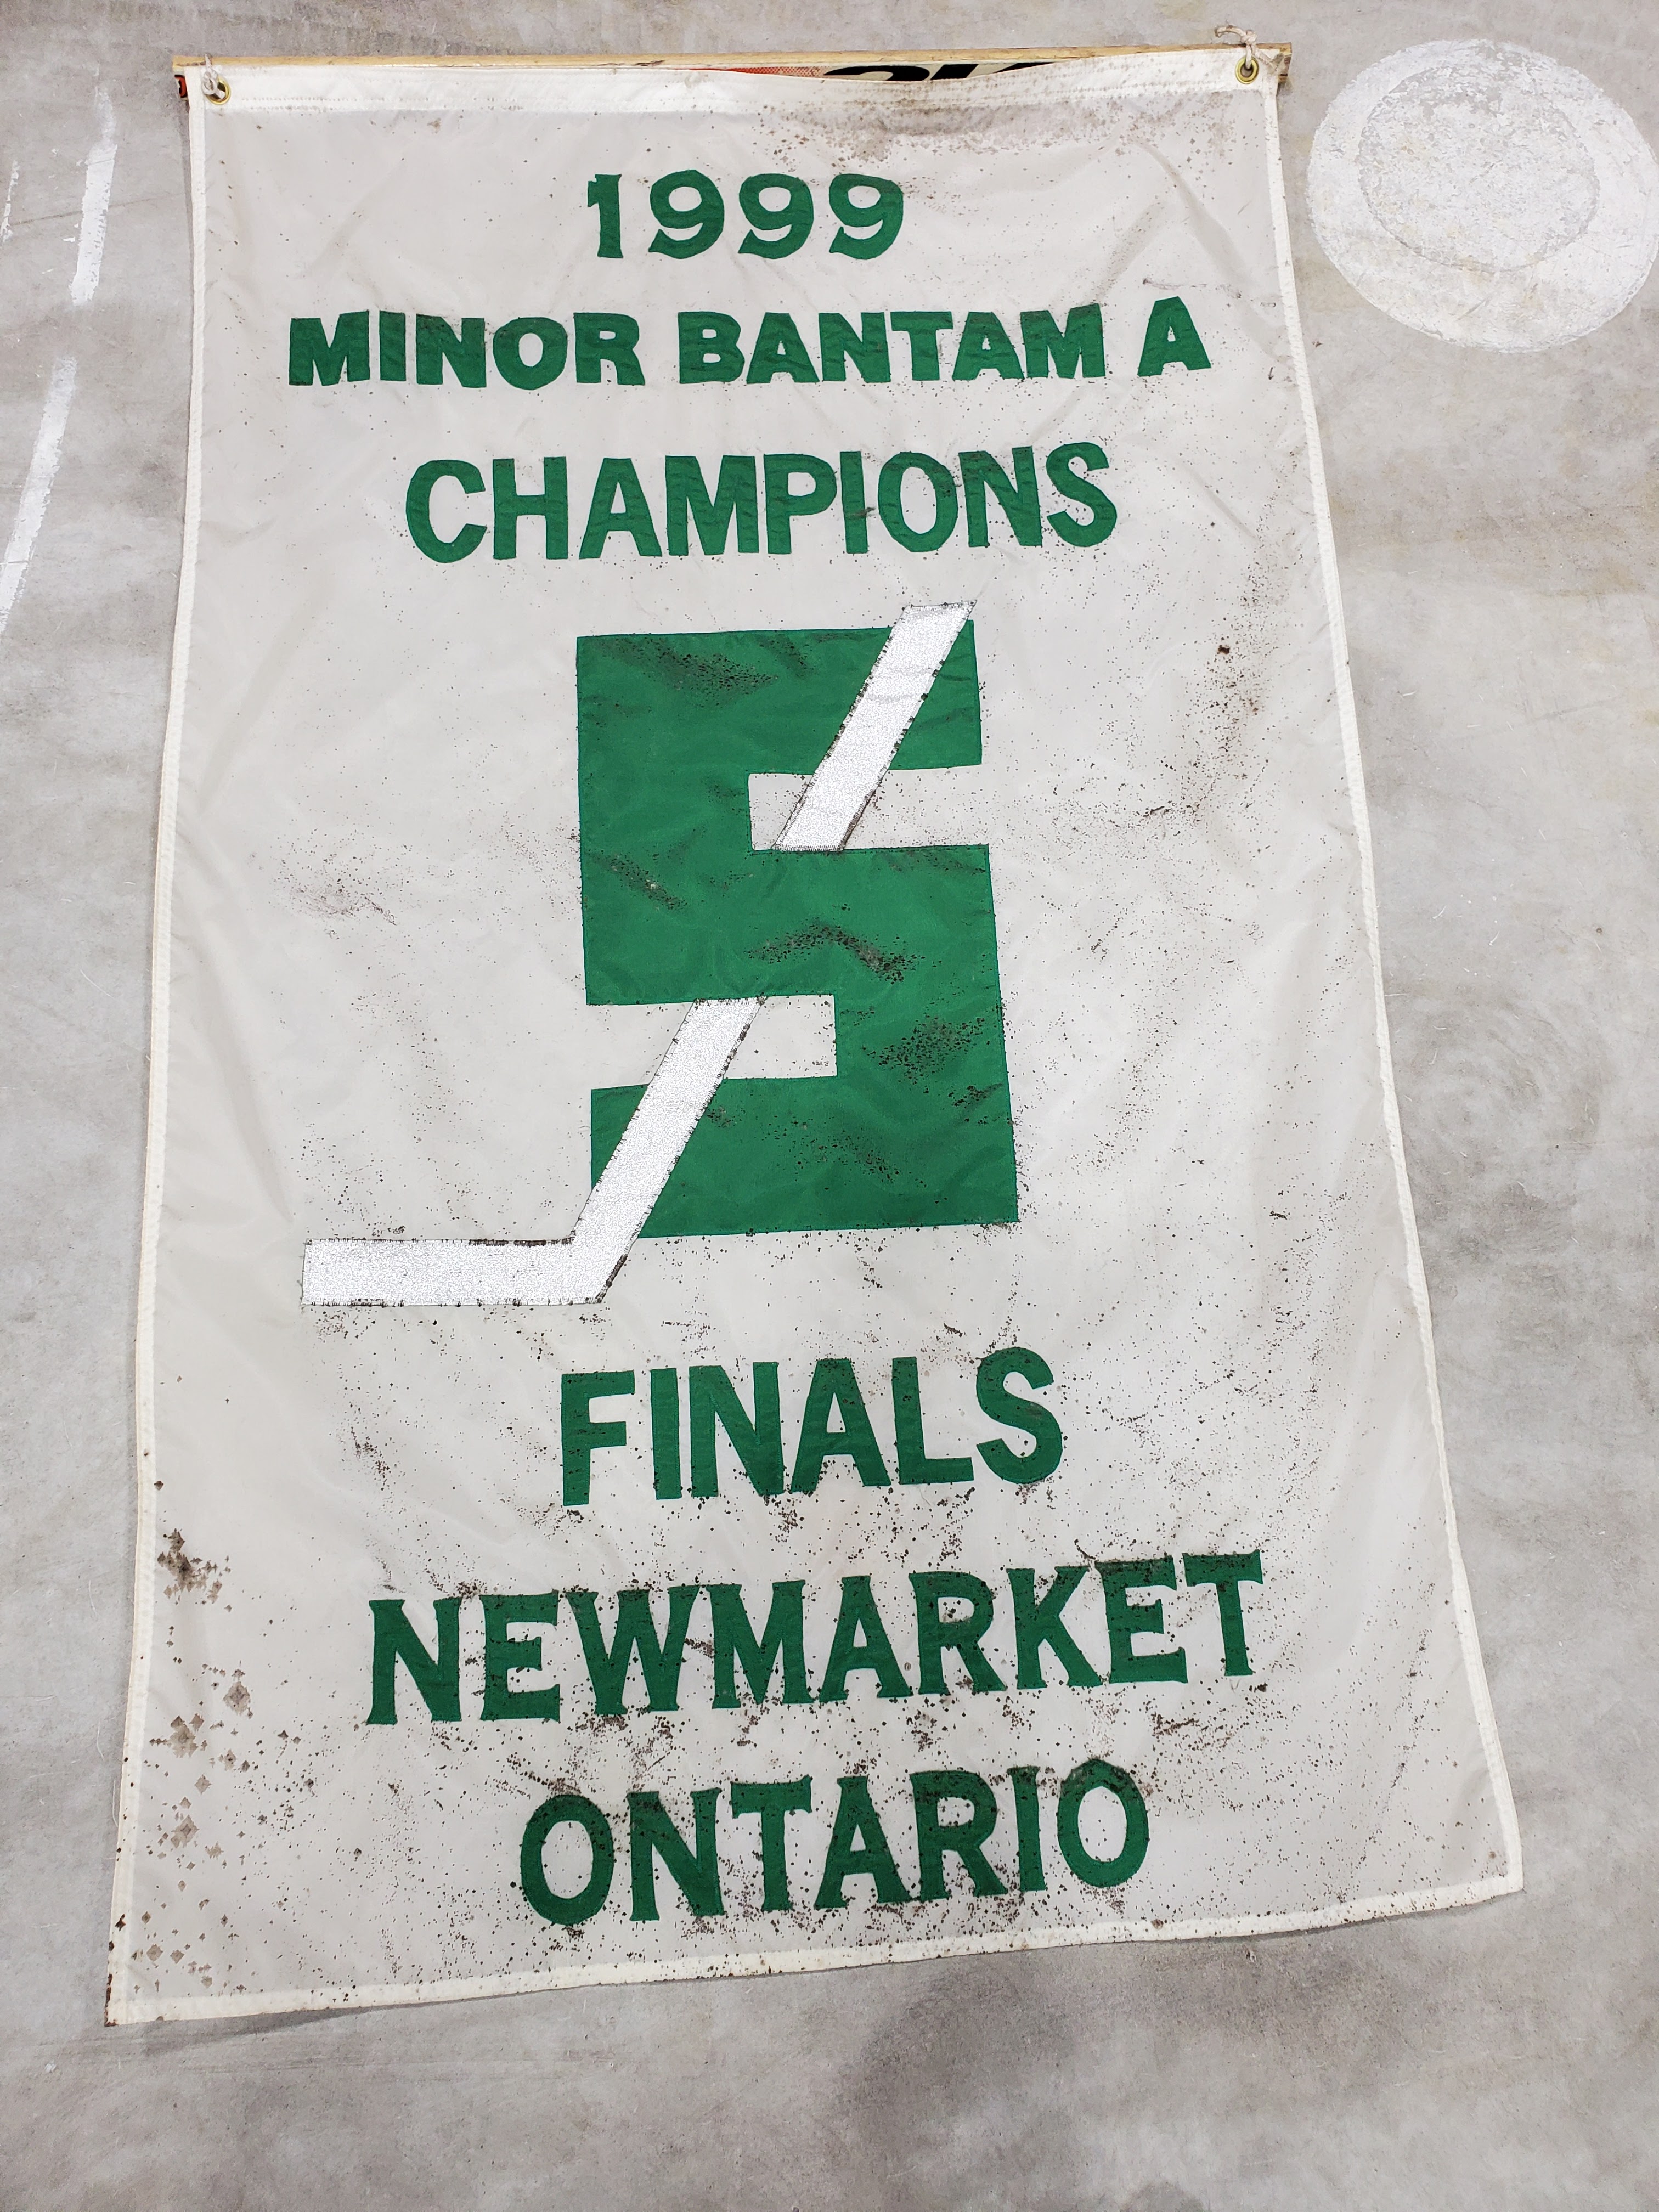 1999
MINOR BANTAM A
CHAMPIONS
S
FINALS
NEWMARKET
ONTARIO